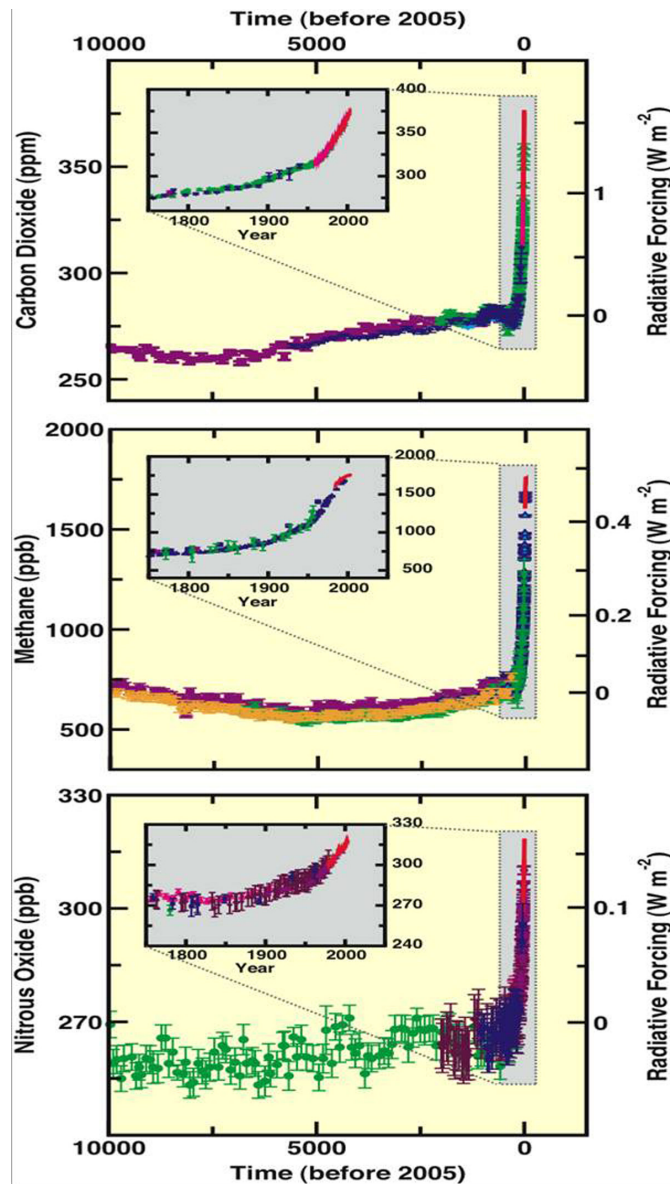 Time (before 2005)
10000 5000 0
Carbon Dioxide (ppm)
350
300
250
400
350
300
1800 1900 2000
Year
Radiative Forcing (W m-2)
1
0
Methane (ppb)
2000
1500
1000
500
2000
1500
1000
500
1800 1900 2000
Year
Radiative Forcing (W m-2)
0.4
0.2
0
Nitrous Oxide (ppb)
330
300
270
330
300
270
240
1800 1900 2000
Year
Radiative Forcing (W m-2)
0.1
0
10000 5000 0
Time (before 2005)